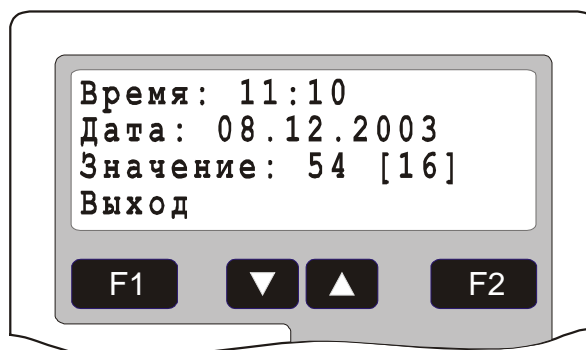 Время: 11:10
Дата: 08.12.2003
Значение: 54 [16]
Выход
F1 ▼ ▲ F2